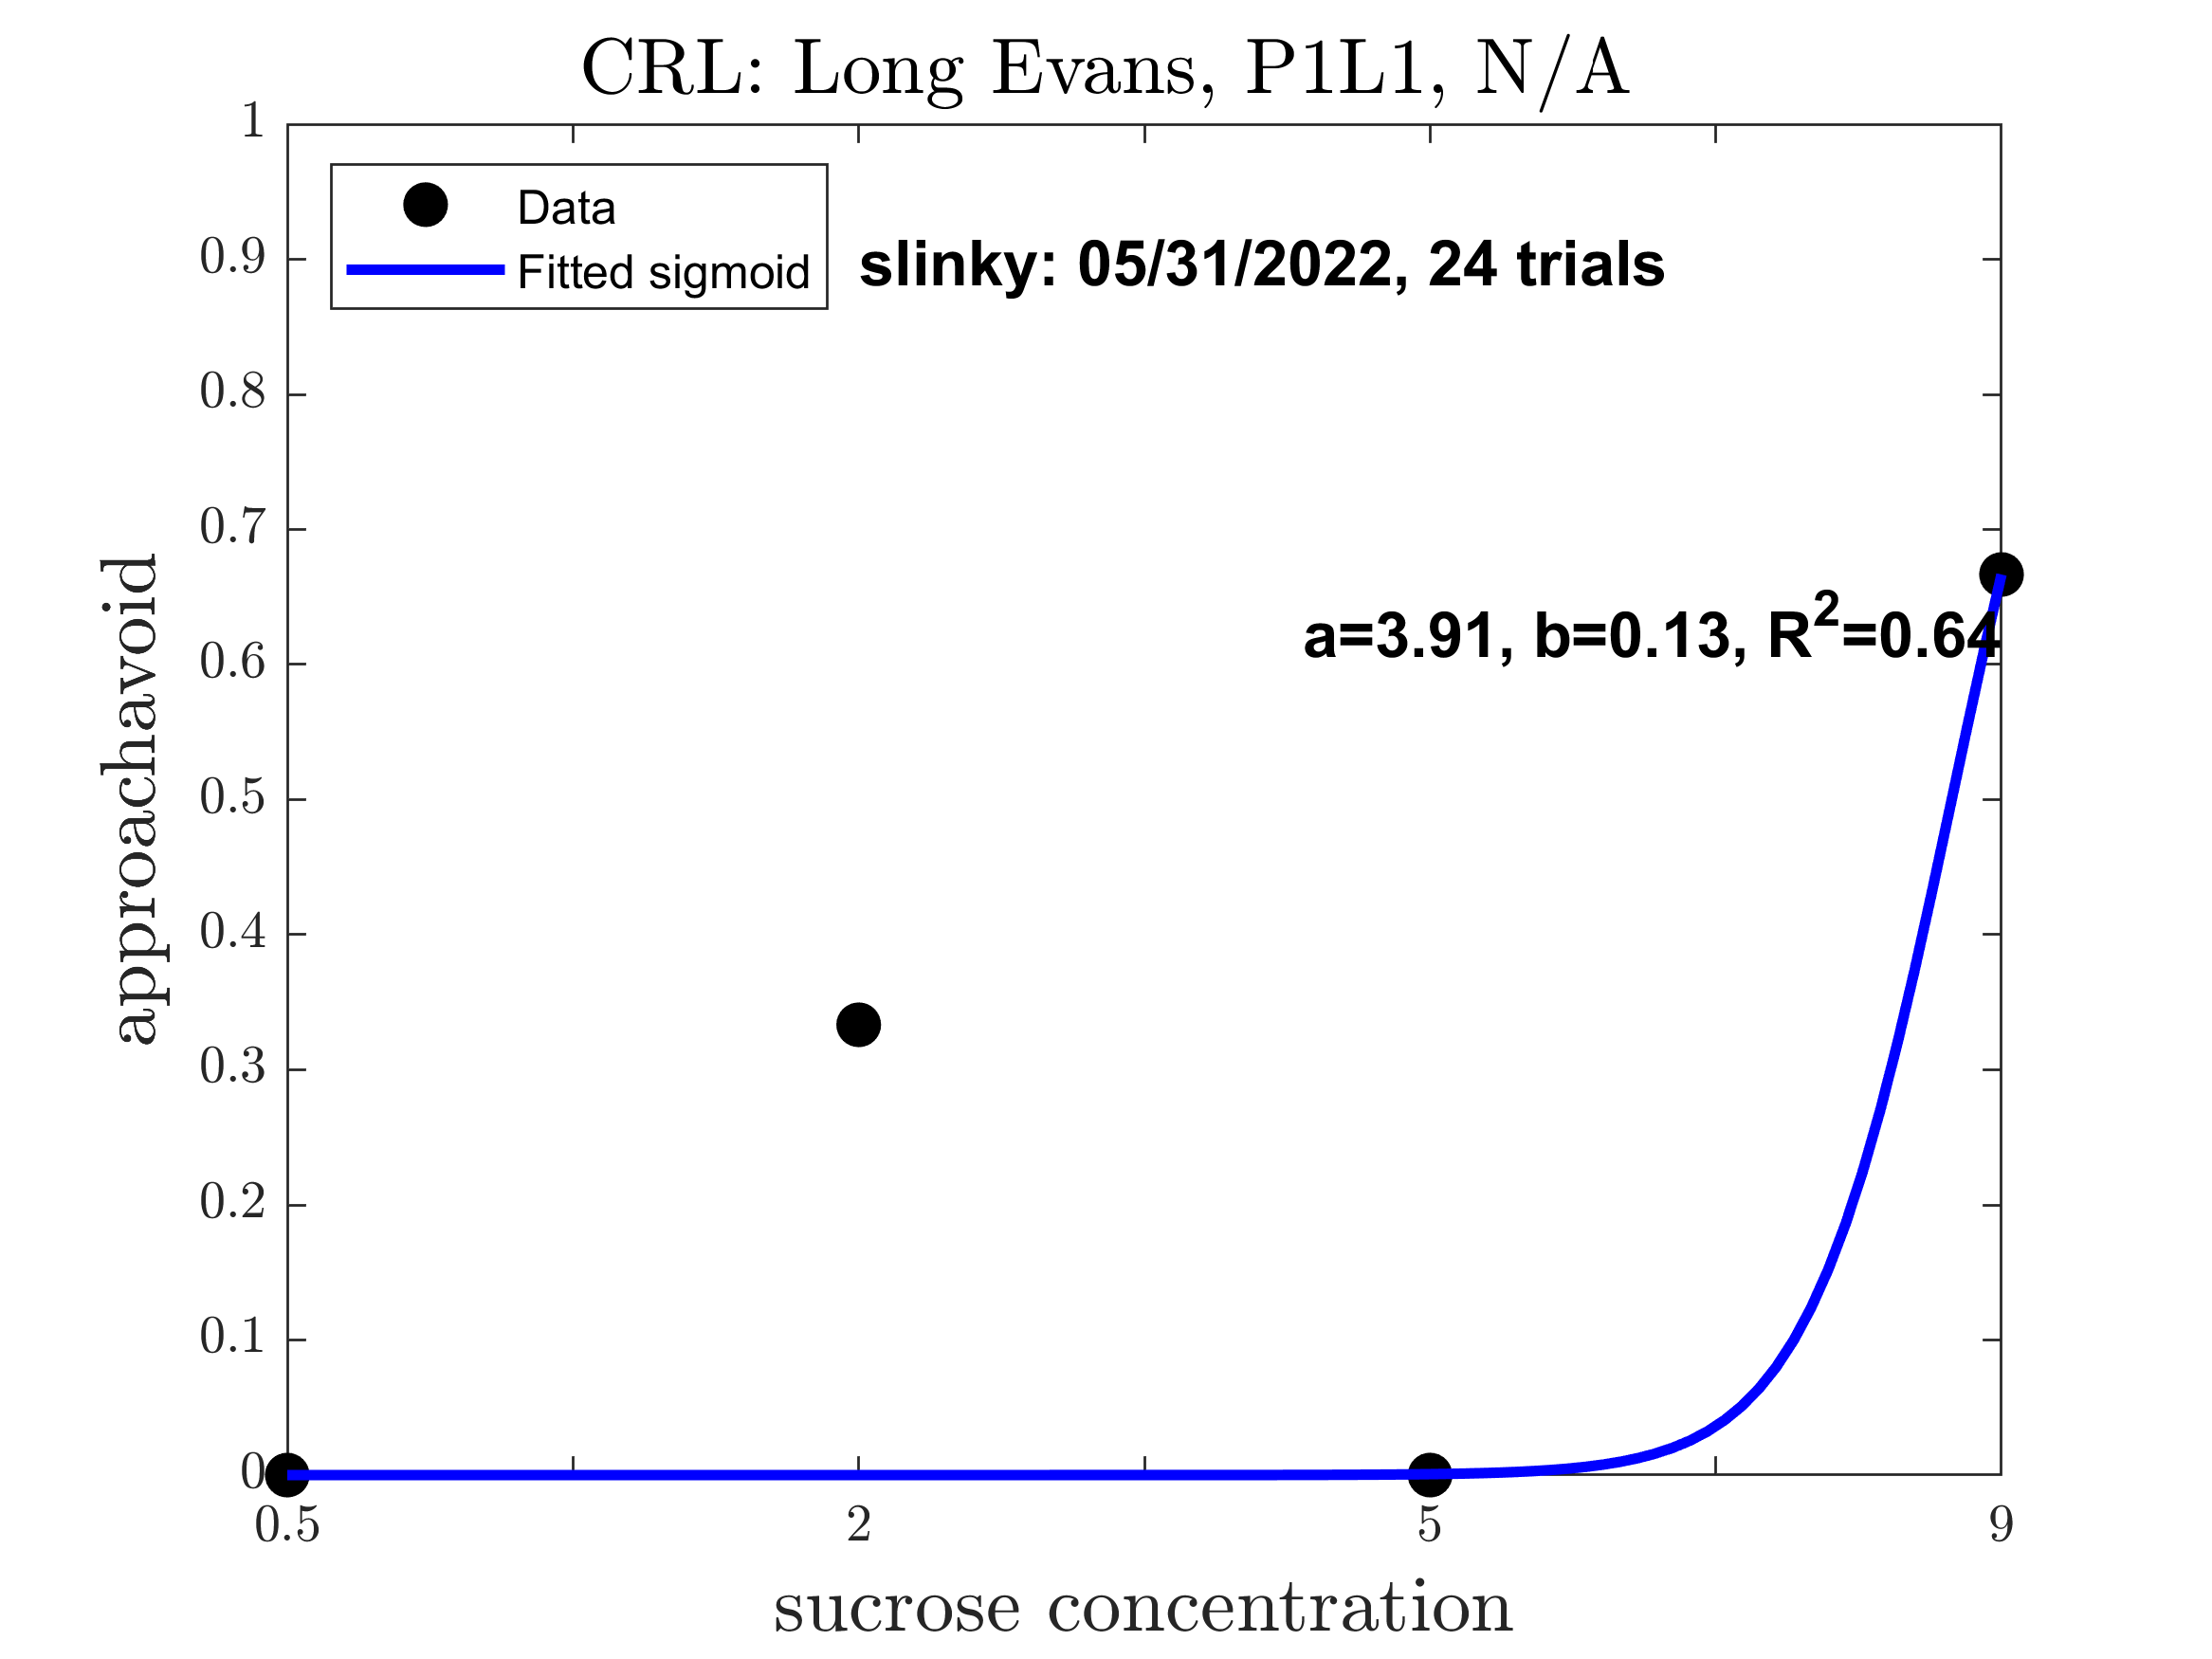 CRL: Long Evans, P1L1, N/A
1
0.9
0.8
0.7
0.6
0.5
0.4
0.3
0.2
0.1
0
Data
Fitted sigmoid
slinky: 05/31/2022, 24 trials
a=3.91, b=0.13, R²=0.64
approachavoid
0.5 2 5 9
sucrose concentration